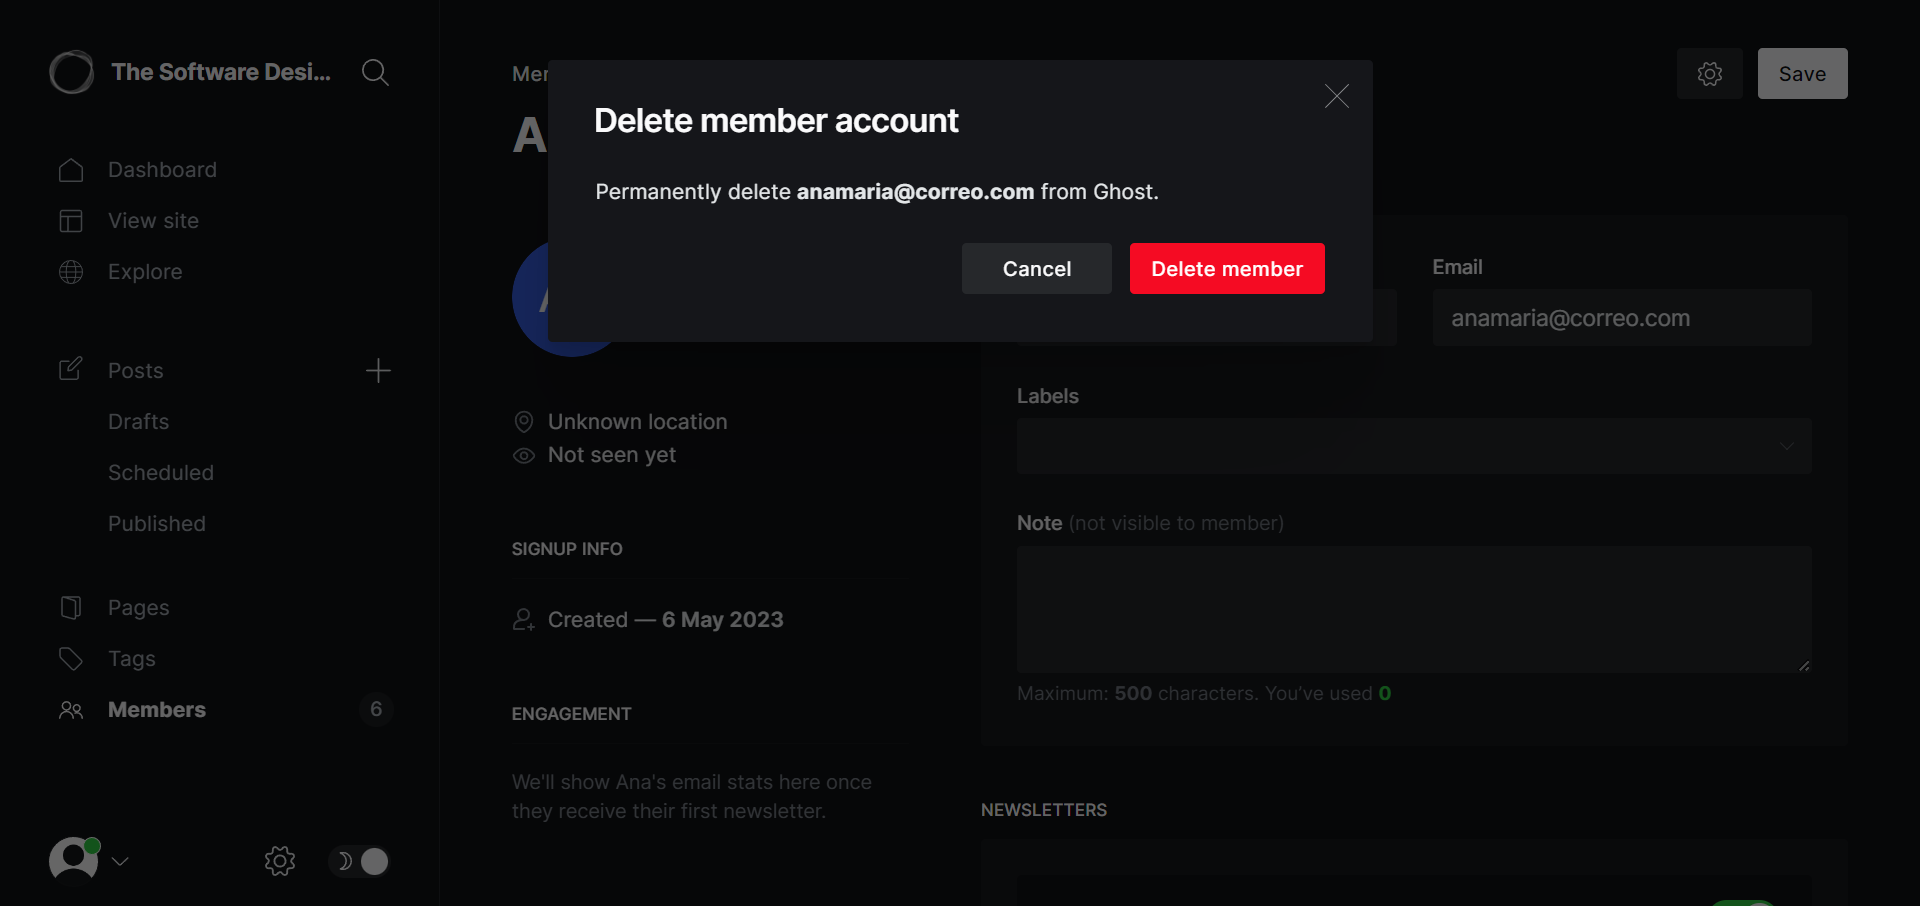 The Software Desi...
Dashboard
View site
Explore
Posts
Drafts
Scheduled
Published
Pages
Tags
Members
6
Save
Delete member account
Permanently delete anamaria@correo.com from Ghost.
Cancel
Delete member
Unknown location
Not seen yet
SIGNUP INFO
Created — 6 May 2023
ENGAGEMENT
We'll show Ana's email stats here once
they receive their first newsletter.
Email
anamaria@correo.com
Labels
Note (not visible to member)
Maximum: 500 characters. You've used 0
NEWSLETTERS